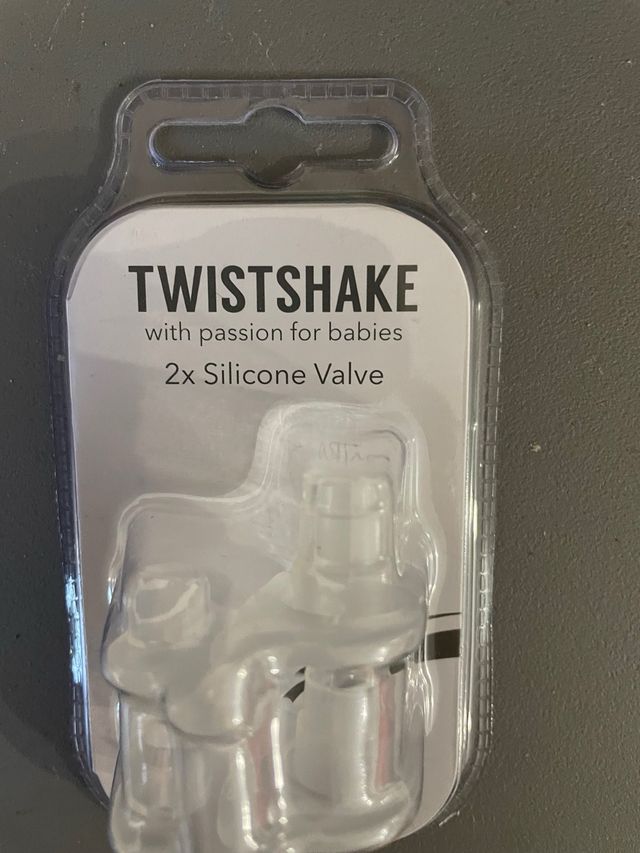 TWISTSHAKE
with passion for babies
2x Silicone Valve